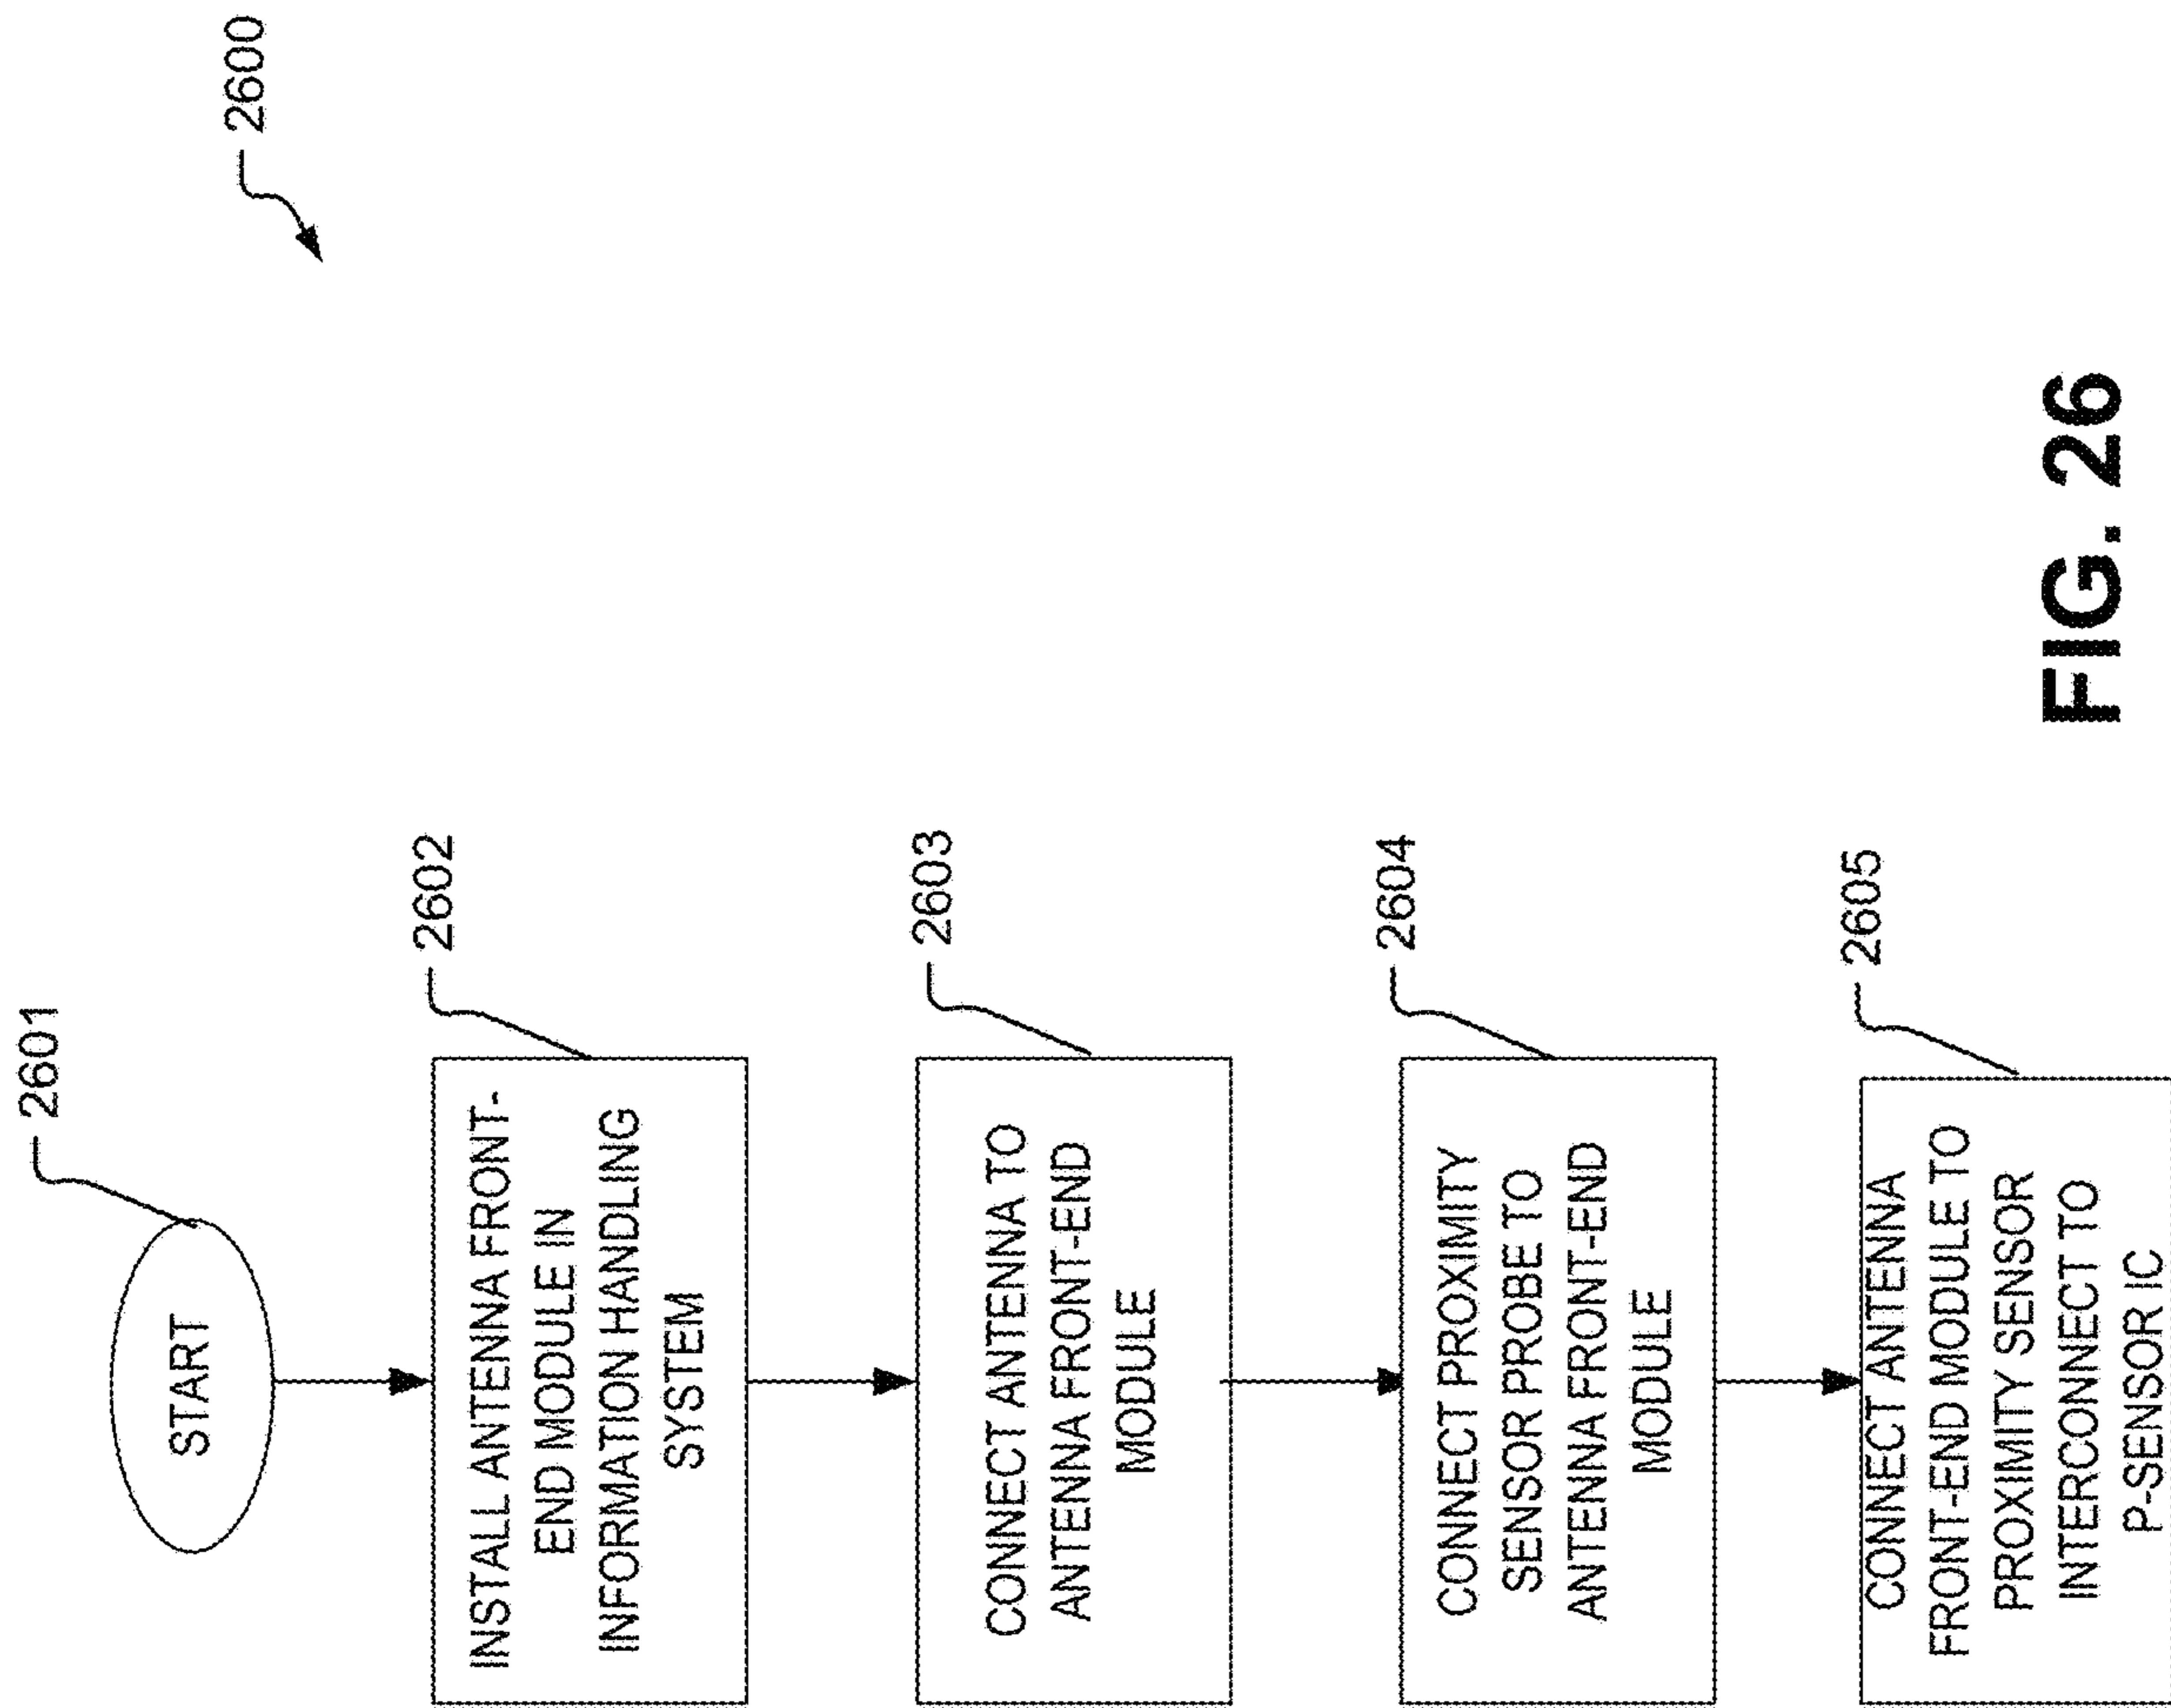 2600
2601
START
2602
INSTALL ANTENNA FRONT-
END MODULE IN
INFORMATION HANDLING
SYSTEM
2603
CONNECT ANTENNA TO
ANTENNA FRONT-END
MODULE
2604
CONNECT PROXIMITY
SENSOR PROBE TO
ANTENNA FRONT-END
MODULE
2605
CONNECT ANTENNA
FRONT-END MODULE TO
PROXIMITY SENSOR
INTERCONNECT TO
P-SENSOR IC
FIG. 26